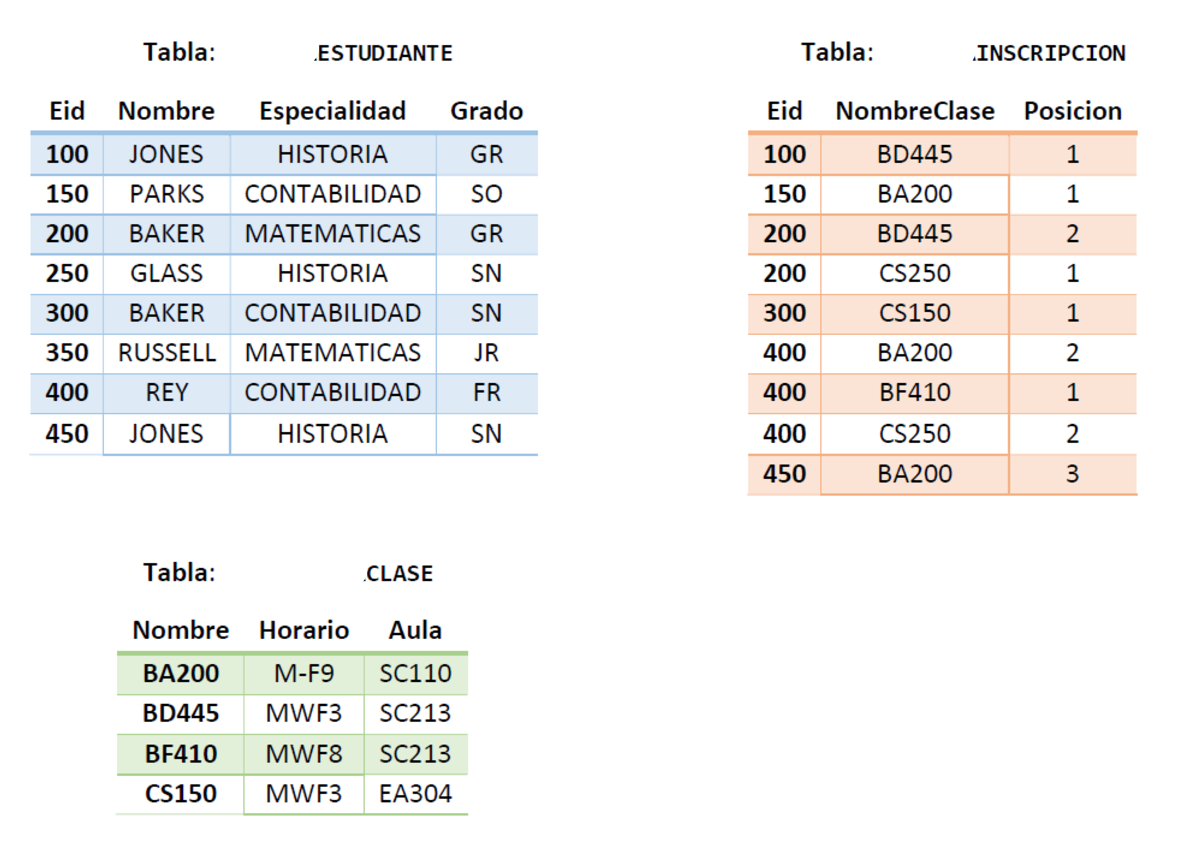 Tabla: ESTUDIANTE
Eid Nombre Especialidad Grado
100 JONES HISTORIA GR
150 PARKS CONTABILIDAD SO
200 BAKER MATEMATICAS GR
250 GLASS HISTORIA SN
300 BAKER CONTABILIDAD SN
350 RUSSELL MATEMATICAS JR
400 REY CONTABILIDAD FR
450 JONES HISTORIA SN
Tabla: INSCRIPCION
Eid NombreClase Posicion
100 BD445 1
150 BA200 1
200 BD445 2
200 CS250 1
300 CS150 1
400 BA200 2
400 BF410 1
400 CS250 2
450 BA200 3
Tabla: CLASE
Nombre Horario Aula
BA200 M-F9 SC110
BD445 MWF3 SC213
BF410 MWF8 SC213
CS150 MWF3 EA304